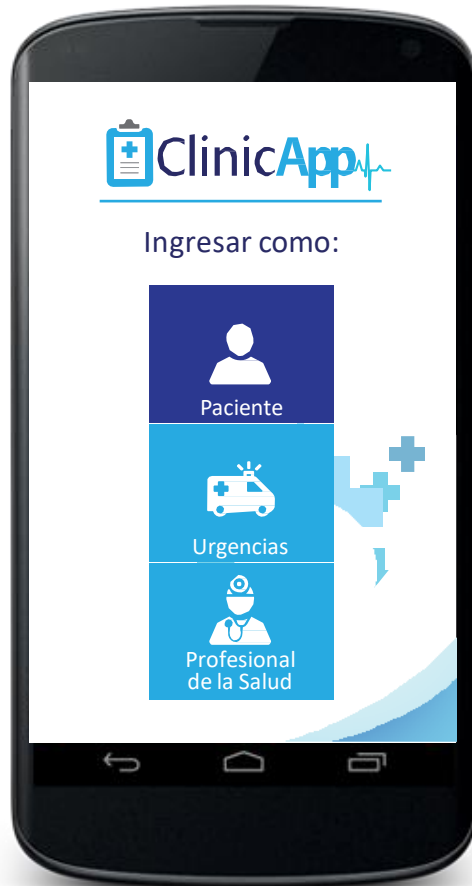 ClinicApp
Ingresar como:
Paciente
Urgencias
Profesional
de la Salud